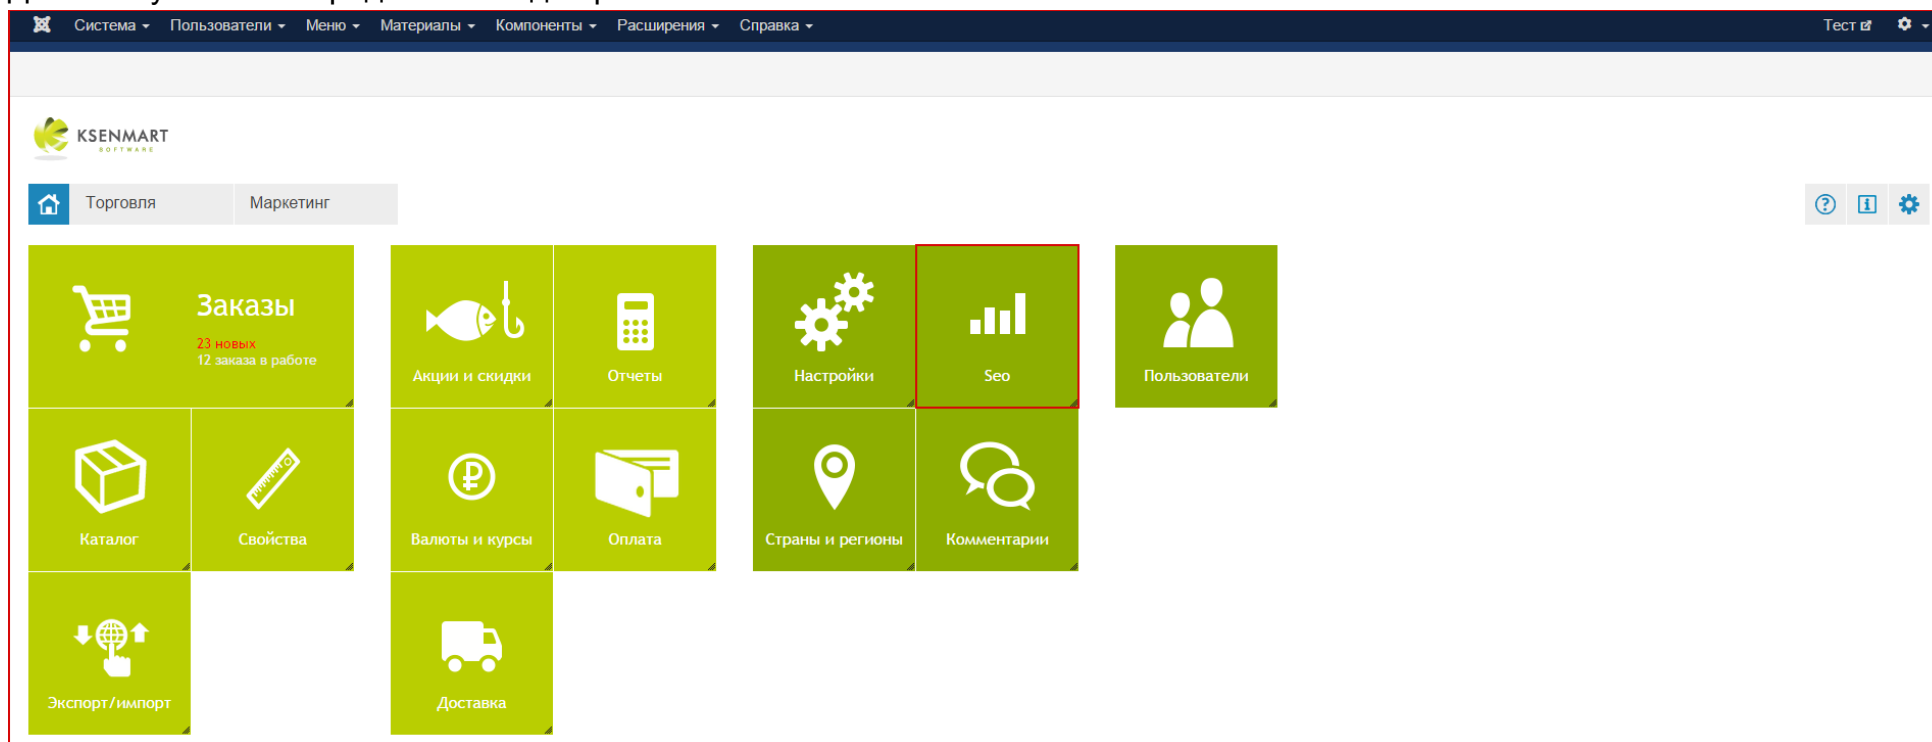 Система Пользователи Меню Материалы Компоненты Расширения Справка Тест
KSENMART
SOFTWARE
Торговля Маркетинг
Заказы
23 новых
12 заказа в работе
Акции и скидки Отчеты Настройки Seo Пользователи
Каталог Свойства Валюты и курсы Оплата Страны и регионы Комментарии
Экспорт/импорт Доставка